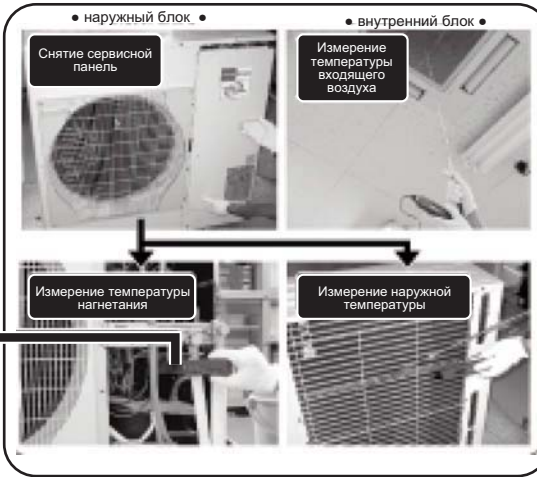 • наружный блок •
• внутренний блок •
Снятие сервисной
панель
Измерение
температуры
входящего
воздуха
Измерение температуры
нагнетания
Измерение наружной
температуры